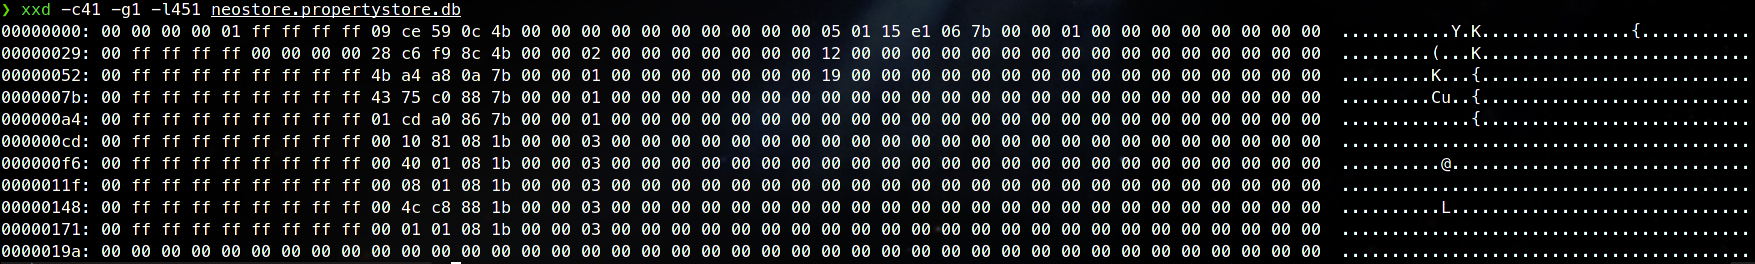 ❯ xxd -c41 -g1 -l451 neostore.propertystore.db
00000000: 00 00 00 00 01 ff ff ff ff 09 ce 59 0c 4b 00 00 00 00 00 00 00 00 00 00 05 01 15 e1 06 7b 00 00 01 00 00 00 00 00 00 00 00  ...........Y.K...............{...........
00000029: 00 ff ff ff ff 00 00 00 00 28 c6 f9 8c 4b 00 00 02 00 00 00 00 00 00 00 12 00 00 00 00 00 00 00 00 00 00 00 00 00 00 00 00  .........(...K...........................
00000052: 00 ff ff ff ff ff ff ff ff 4b a4 a8 0a 7b 00 00 01 00 00 00 00 00 00 00 19 00 00 00 00 00 00 00 00 00 00 00 00 00 00 00 00  .........K...{...........................
0000007b: 00 ff ff ff ff ff ff ff ff 43 75 c0 88 7b 00 00 01 00 00 00 00 00 00 00 00 00 00 00 00 00 00 00 00 00 00 00 00 00 00 00 00  .........Cu..{...........................
000000a4: 00 ff ff ff ff ff ff ff ff 01 cd a0 86 7b 00 00 01 00 00 00 00 00 00 00 00 00 00 00 00 00 00 00 00 00 00 00 00 00 00 00 00  .............{...........................
000000cd: 00 ff ff ff ff ff ff ff ff 00 10 81 08 1b 00 00 03 00 00 00 00 00 00 00 00 00 00 00 00 00 00 00 00 00 00 00 00 00 00 00 00  .........................................
000000f6: 00 ff ff ff ff ff ff ff ff 00 40 01 08 1b 00 00 03 00 00 00 00 00 00 00 00 00 00 00 00 00 00 00 00 00 00 00 00 00 00 00 00  ..........@..............................
0000011f: 00 ff ff ff ff ff ff ff ff 00 08 01 08 1b 00 00 03 00 00 00 00 00 00 00 00 00 00 00 00 00 00 00 00 00 00 00 00 00 00 00 00  .........................................
00000148: 00 ff ff ff ff ff ff ff ff 00 4c c8 88 1b 00 00 03 00 00 00 00 00 00 00 00 00 00 00 00 00 00 00 00 00 00 00 00 00 00 00 00  ..........L..............................
00000171: 00 ff ff ff ff ff ff ff ff 00 01 01 08 1b 00 00 03 00 00 00 00 00 00 00 00 00 00 00 00 00 00 00 00 00 00 00 00 00 00 00 00  .........................................
0000019a: 00 00 00 00 00 00 00 00 00 00 00 00 00 00 00 00 00 00 00 00 00 00 00 00 00 00 00 00 00 00 00 00 00 00 00 00 00 00 00 00 00  .........................................